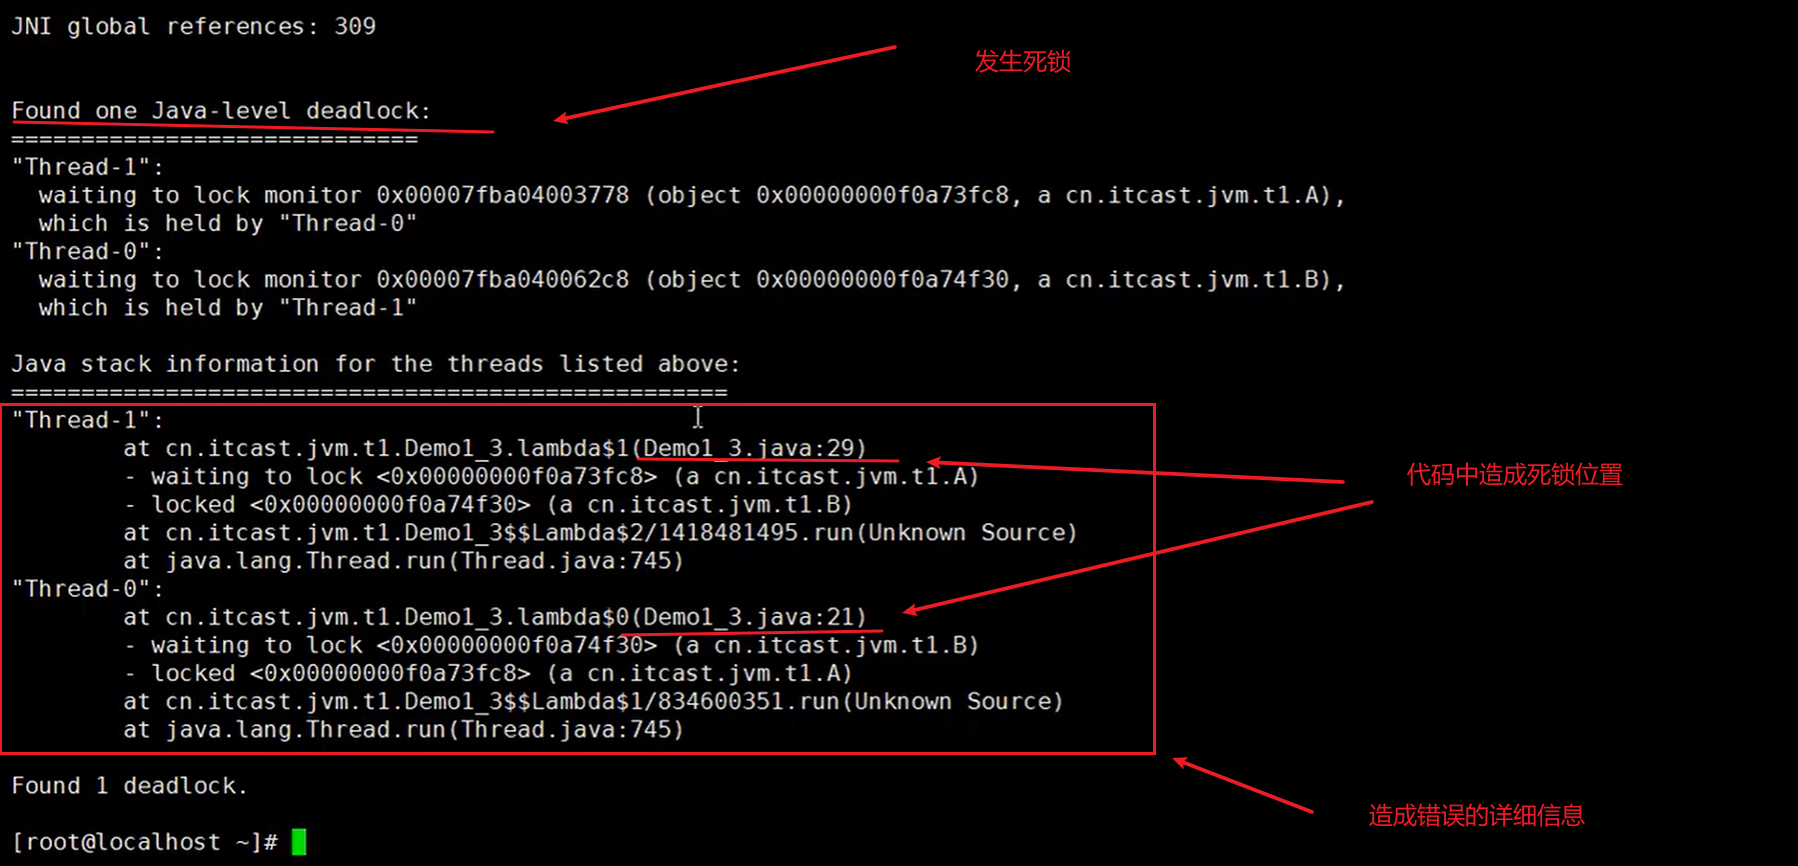 JNI global references: 309
发生死锁
Found one Java-level deadlock:
=============================
"Thread-1":
  waiting to lock monitor 0x00007fba04003778 (object 0x00000000f0a73fc8, a cn.itcast.jvm.t1.A),
  which is held by "Thread-0"
"Thread-0":
  waiting to lock monitor 0x00007fba040062c8 (object 0x00000000f0a74f30, a cn.itcast.jvm.t1.B),
  which is held by "Thread-1"
Java stack information for the threads listed above:
===================================================
"Thread-1":
        at cn.itcast.jvm.t1.Demo1_3.lambda$1(Demo1_3.java:29)
代码中造成死锁位置
        - waiting to lock <0x00000000f0a73fc8> (a cn.itcast.jvm.t1.A)
        - locked <0x00000000f0a74f30> (a cn.itcast.jvm.t1.B)
        at cn.itcast.jvm.t1.Demo1_3$$Lambda$2/1418481495.run(Unknown Source)
        at java.lang.Thread.run(Thread.java:745)
"Thread-0":
        at cn.itcast.jvm.t1.Demo1_3.lambda$0(Demo1_3.java:21)
        - waiting to lock <0x00000000f0a74f30> (a cn.itcast.jvm.t1.B)
        - locked <0x00000000f0a73fc8> (a cn.itcast.jvm.t1.A)
        at cn.itcast.jvm.t1.Demo1_3$$Lambda$1/834600351.run(Unknown Source)
        at java.lang.Thread.run(Thread.java:745)
Found 1 deadlock.
造成错误的详细信息
[root@localhost ~]#